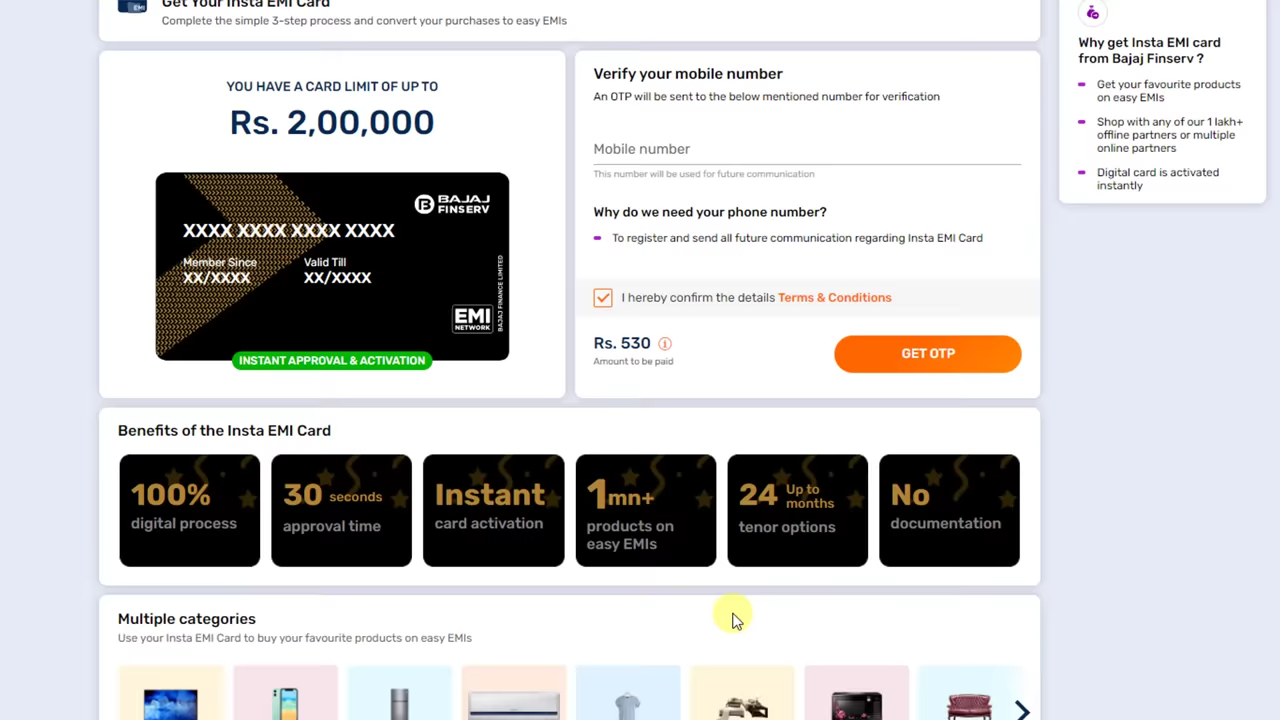 Get Your Insta EMI Card
Complete the simple 3-step process and convert your purchases to easy EMIs
YOU HAVE A CARD LIMIT OF UP TO
Rs. 2,00,000
BAJAJ
FINSERV
XXXX XXXX XXXX XXXX
Member Since
Valid Till
XX/XXXX
XX/XXXX
BAJAJ FINANCE LIMITED
EMI
NETWORK
INSTANT APPROVAL & ACTIVATION
Verify your mobile number
An OTP will be sent to the below mentioned number for verification
Mobile number
This number will be used for future communication
Why do we need your phone number?
To register and send all future communication regarding Insta EMI Card
I hereby confirm the details Terms & Conditions
Rs. 530
Amount to be paid
GET OTP
Why get Insta EMI card
from Bajaj Finserv ?
Get your favourite products
on easy EMIs
Shop with any of our 1 lakh+
offline partners or multiple
online partners
Digital card is activated
instantly
Benefits of the Insta EMI Card
100%
digital process
30 seconds
approval time
Instant
card activation
1mn+
products on
easy EMIs
24 Up to
months
tenor options
No
documentation
Multiple categories
Use your Insta EMI Card to buy your favourite products on easy EMIs